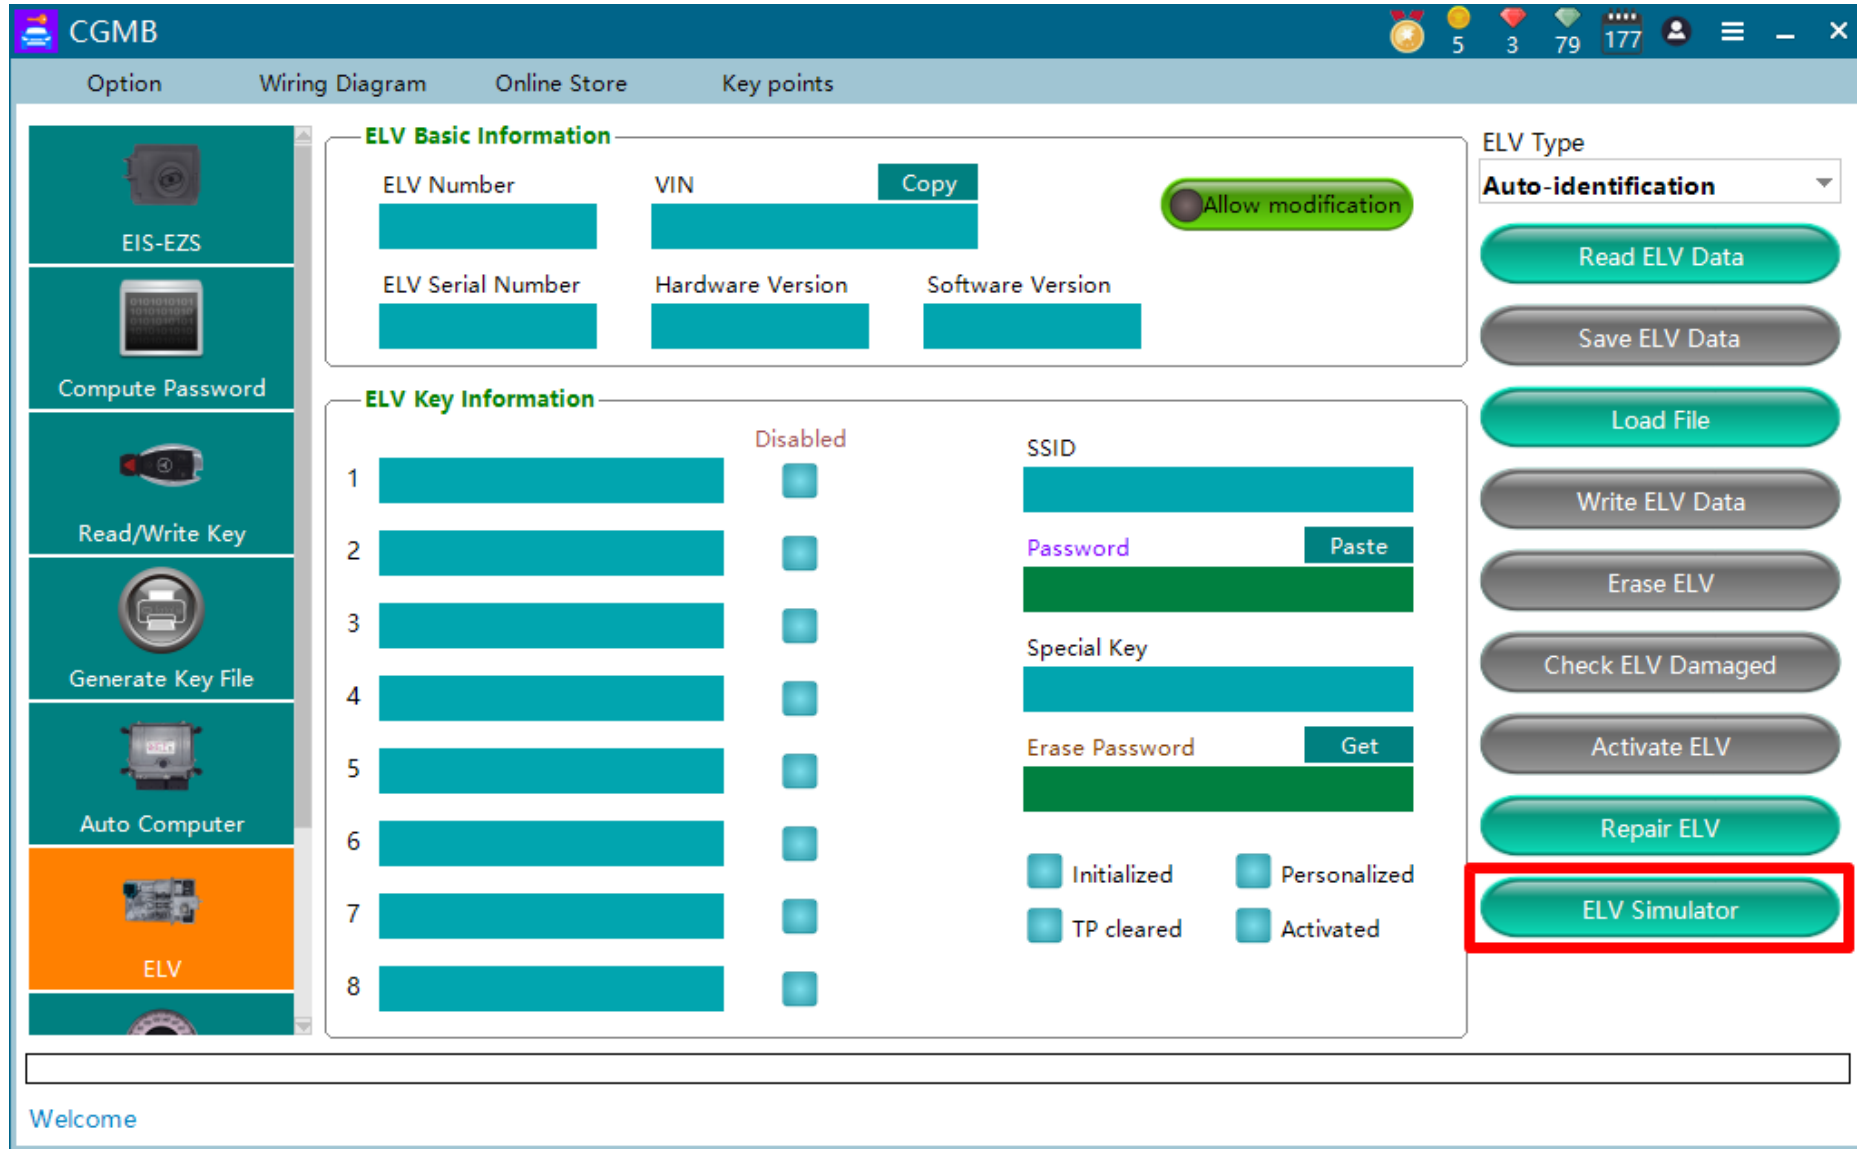 CGMB
5
3
79
177
Option
Wiring Diagram
Online Store
Key points
EIS-EZS
Compute Password
Read/Write Key
Generate Key File
Auto Computer
ELV
ELV Basic Information
ELV Number
VIN
Copy
Allow modification
ELV Serial Number
Hardware Version
Software Version
ELV Key Information
Disabled
1
2
3
4
5
6
7
8
SSID
Password
Paste
Special Key
Erase Password
Get
Initialized
Personalized
TP cleared
Activated
ELV Type
Auto-identification
Read ELV Data
Save ELV Data
Load File
Write ELV Data
Erase ELV
Check ELV Damaged
Activate ELV
Repair ELV
ELV Simulator
Welcome